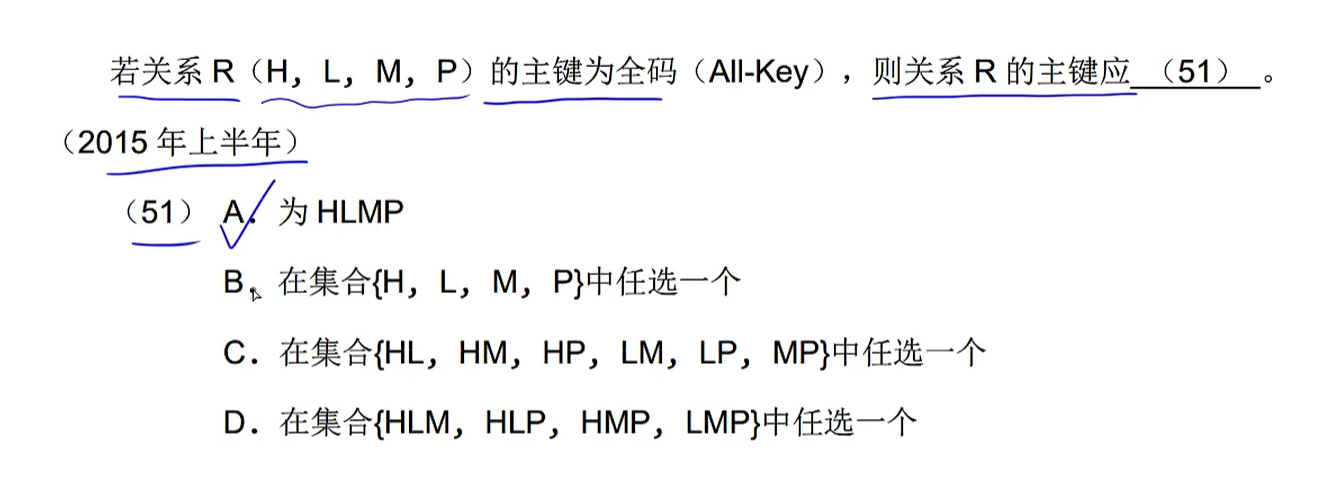 若关系 R（H，L，M，P）的主键为全码（All-Key），则关系 R 的主键应 （51） 。
（2015 年上半年）
（51） A．为 HLMP
B．在集合{H，L，M，P}中任选一个
C．在集合{HL，HM，HP，LM，LP，MP}中任选一个
D．在集合{HLM，HLP，HMP，LMP}中任选一个